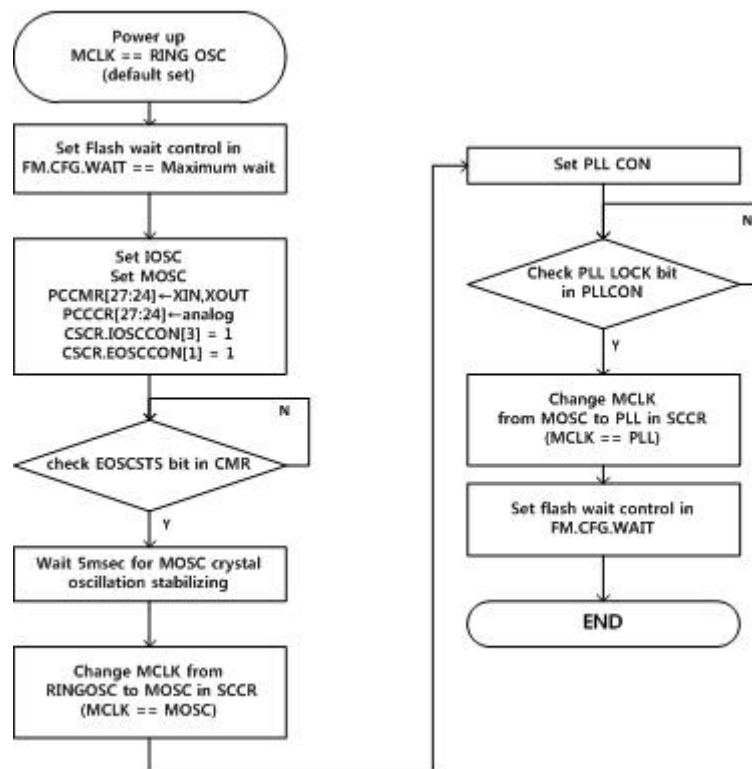 Power up
MCLK == RING OSC
(default set)
Set Flash wait control in
FM.CFG.WAIT == Maximum wait
Set IOSC
Set MOSC
PCCMR[27:24]←XIN,XOUT
PCCCR[27:24]←analog
CSCR.IOSCCON[3] = 1
CSCR.EOSCCON[1] = 1
N
check EOSCSTS bit in CMR
Y
Wait 5msec for MOSC crystal
oscillation stabilizing
Change MCLK from
RINGOSC to MOSC in SCCR
(MCLK == MOSC)
Set PLL CON
N
Check PLL LOCK bit
in PLLCON
Y
Change MCLK
from MOSC to PLL in SCCR
(MCLK == PLL)
Set flash wait control in
FM.CFG.WAIT
END